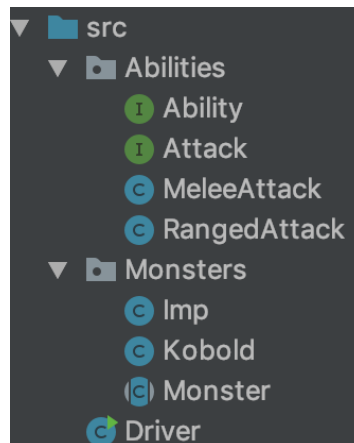 src
Abilities
I Ability
I Attack
C MeleeAttack
C RangedAttack
Monsters
C Imp
C Kobold
C Monster
C Driver